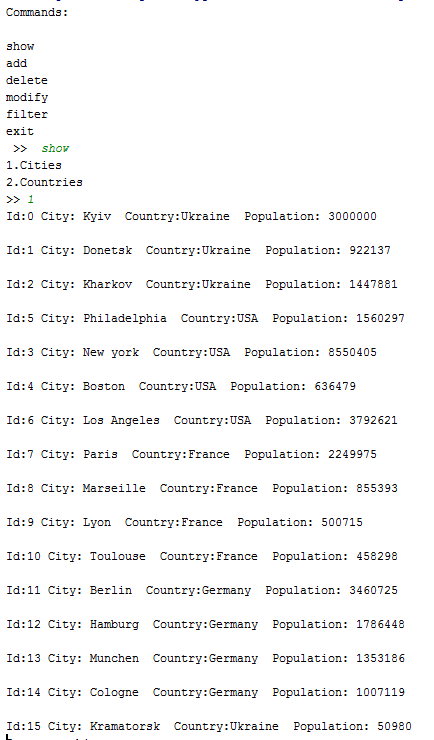 Commands:
show
add
delete
modify
filter
exit
>> show
1.Cities
2.Countries
>> 1
Id:0 City: Kyiv Country:Ukraine Population: 3000000
Id:1 City: Donetsk Country:Ukraine Population: 922137
Id:2 City: Kharkov Country:Ukraine Population: 1447881
Id:5 City: Philadelphia Country:USA Population: 1560297
Id:3 City: New york Country:USA Population: 8550405
Id:4 City: Boston Country:USA Population: 636479
Id:6 City: Los Angeles Country:USA Population: 3792621
Id:7 City: Paris Country:France Population: 2249975
Id:8 City: Marseille Country:France Population: 855393
Id:9 City: Lyon Country:France Population: 500715
Id:10 City: Toulouse Country:France Population: 458298
Id:11 City: Berlin Country:Germany Population: 3460725
Id:12 City: Hamburg Country:Germany Population: 1786448
Id:13 City: Munchen Country:Germany Population: 1353186
Id:14 City: Cologne Country:Germany Population: 1007119
Id:15 City: Kramatorsk Country:Ukraine Population: 50980